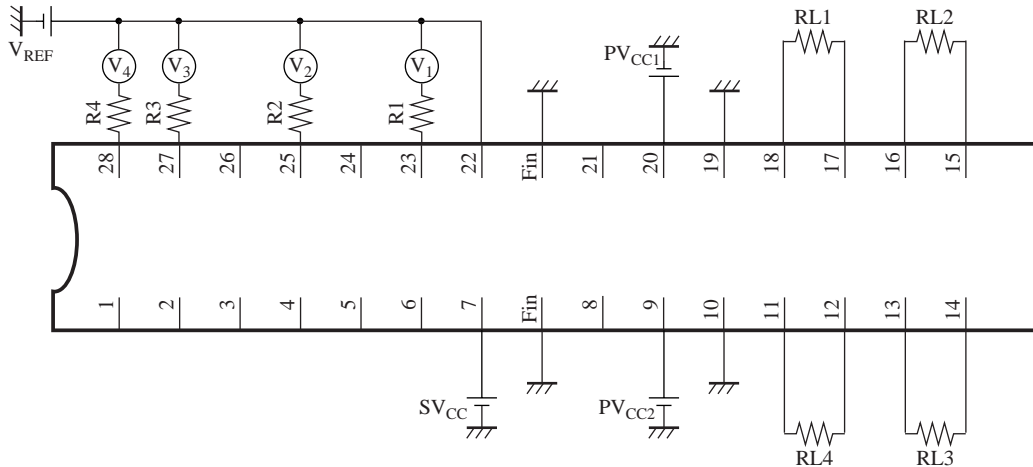 RL1 RL2
V_REF
PV_CC1
V4 V3 V2 V1
R4 R3 R2 R1
28 27 26 25 24 23 22 Fin 21 20 19 18 17 16 15
1 2 3 4 5 6 7 Fin 8 9 10 11 12 13 14
SV_CC PV_CC2
RL4 RL3